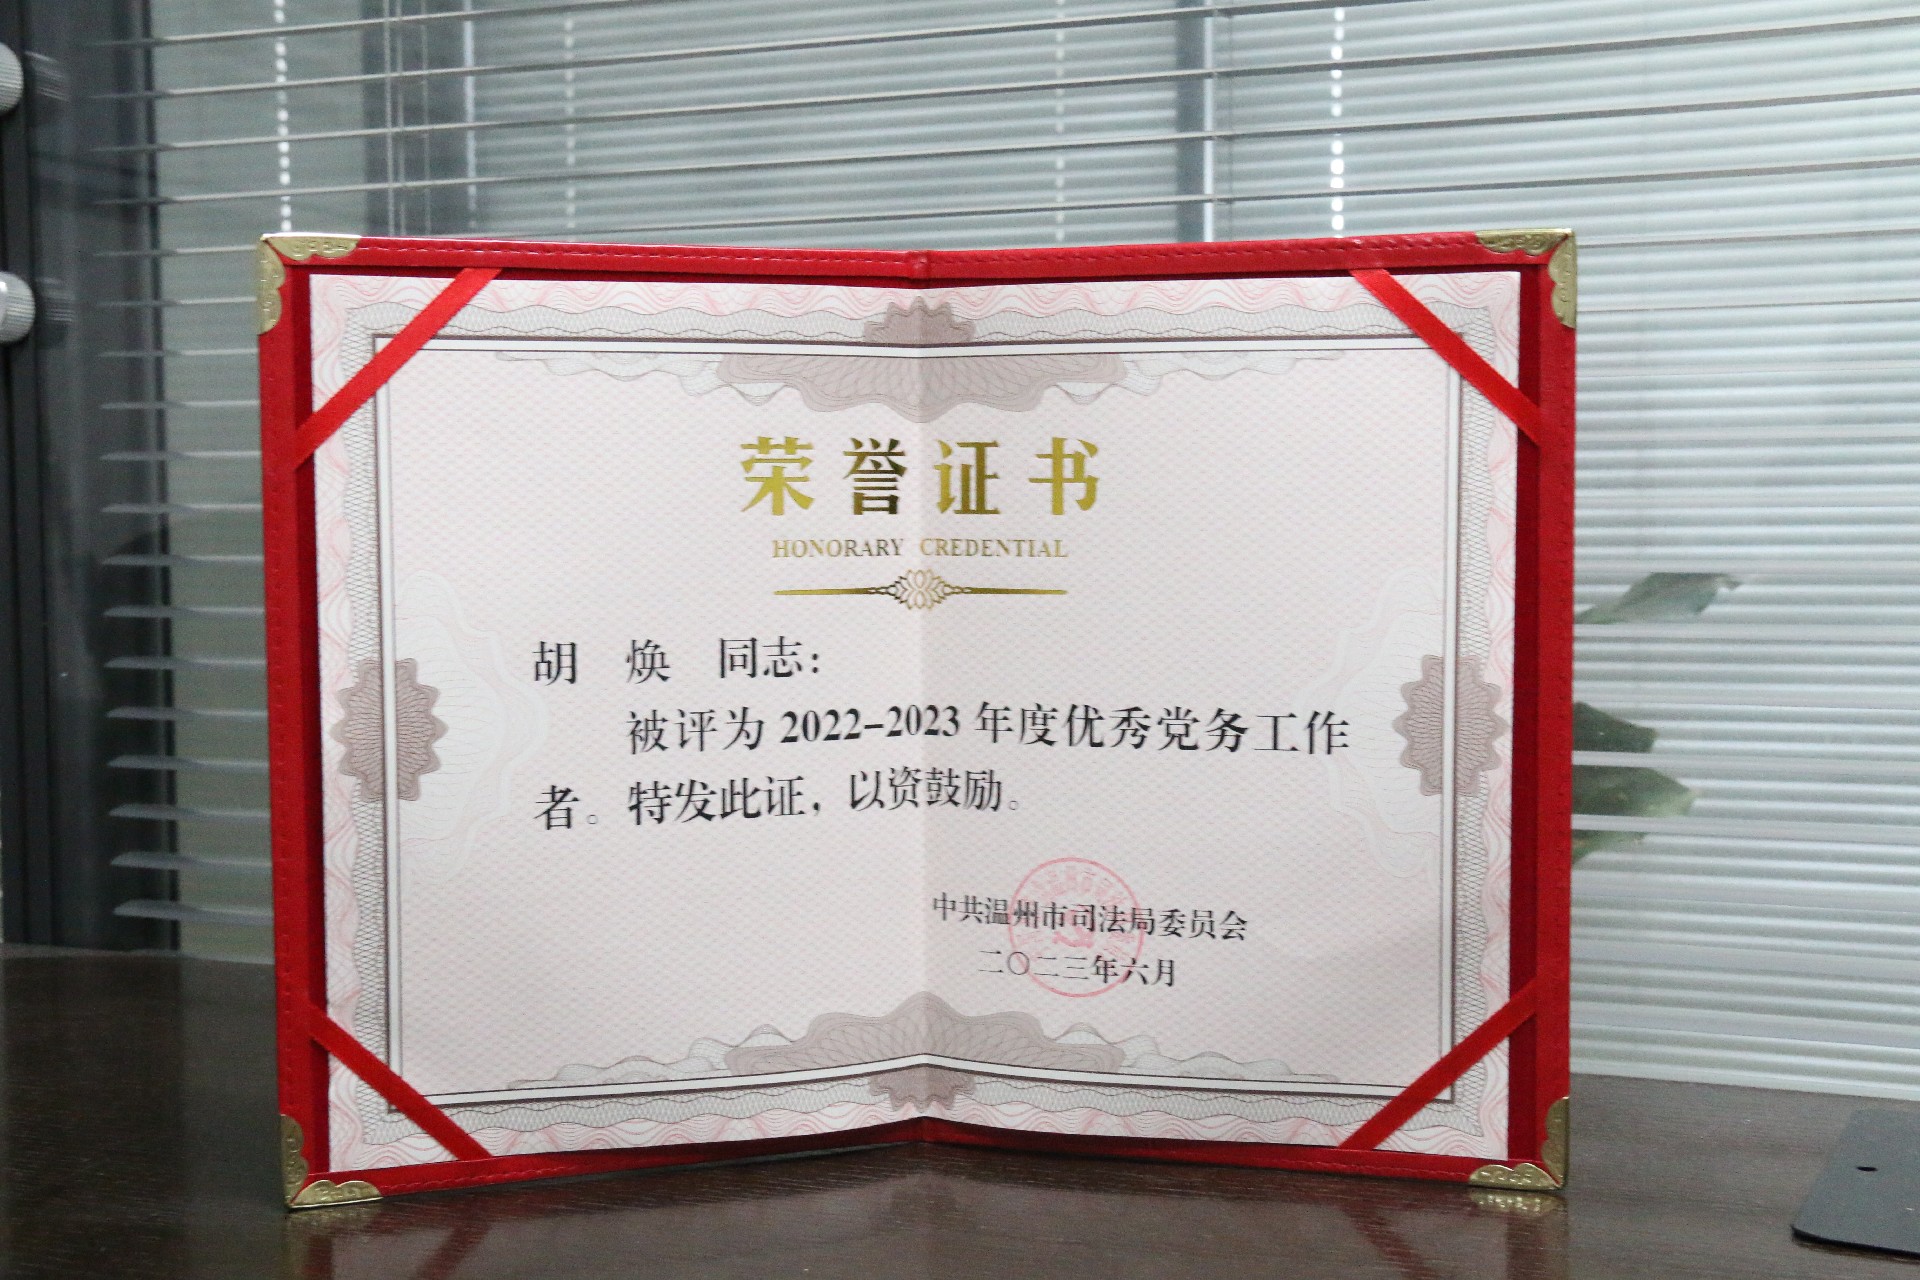 荣誉证书
HONORARY CREDENTIAL
胡 焕 同志:
被评为 2022-2023 年度优秀党务工作
者。特发此证，以资鼓励。
中共温州市司法局委员会
二〇二三年六月